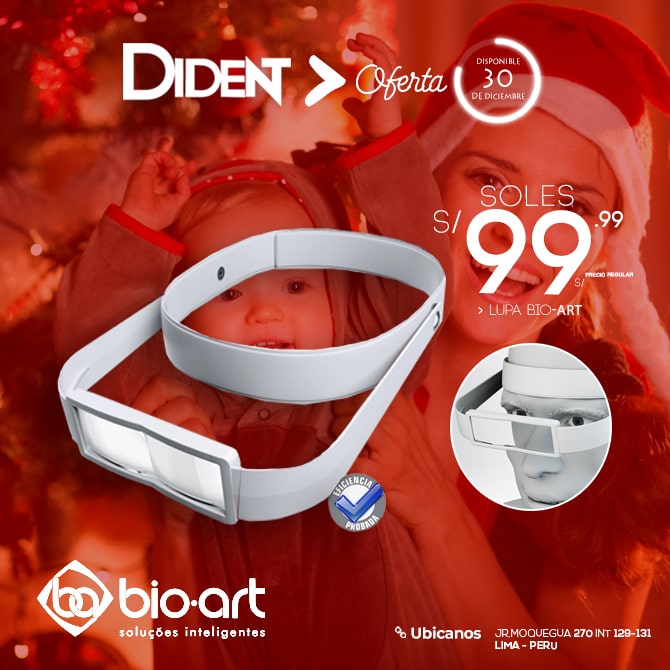 DIDENT > Oferta
DISPONIBLE
30
DE DICIEMBRE
SOLES
S/ 99.99
S/ PRECIO REGULAR
> LUPA BIO-ART
EFICIENCIA
PROBADA
ba bio-art
soluções inteligentes
Ubicanos
JR.MOQUEGUA 270 INT 129-131
LIMA - PERU